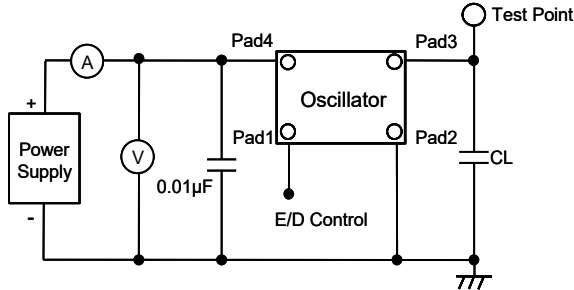 Test Point
Pad4
Pad3
A
Oscillator
+
Power
Supply
V
Pad1
Pad2
0.01µF
CL
E/D Control
-